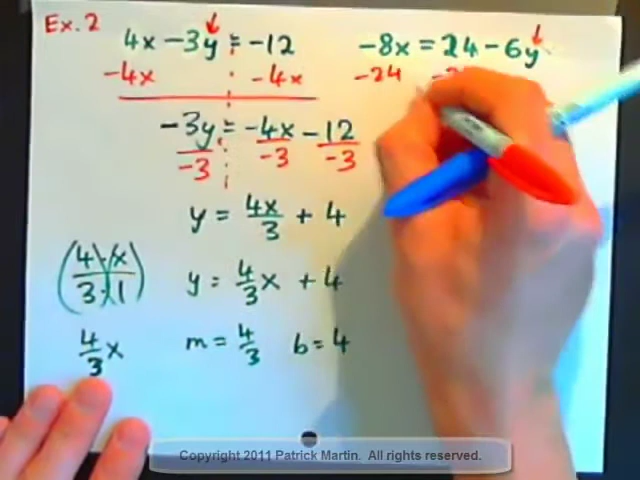 Ex. 2
4x - 3y = -12
-4x -4x
-3y = -4x - 12
-3 -3 -3
y = 4x/3 + 4
y = 4/3 x + 4
m = 4/3 b = 4
(4·x / 3·1)
4/3 x
-8x = 24 - 6y
-24
Copyright 2011 Patrick Martin. All rights reserved.